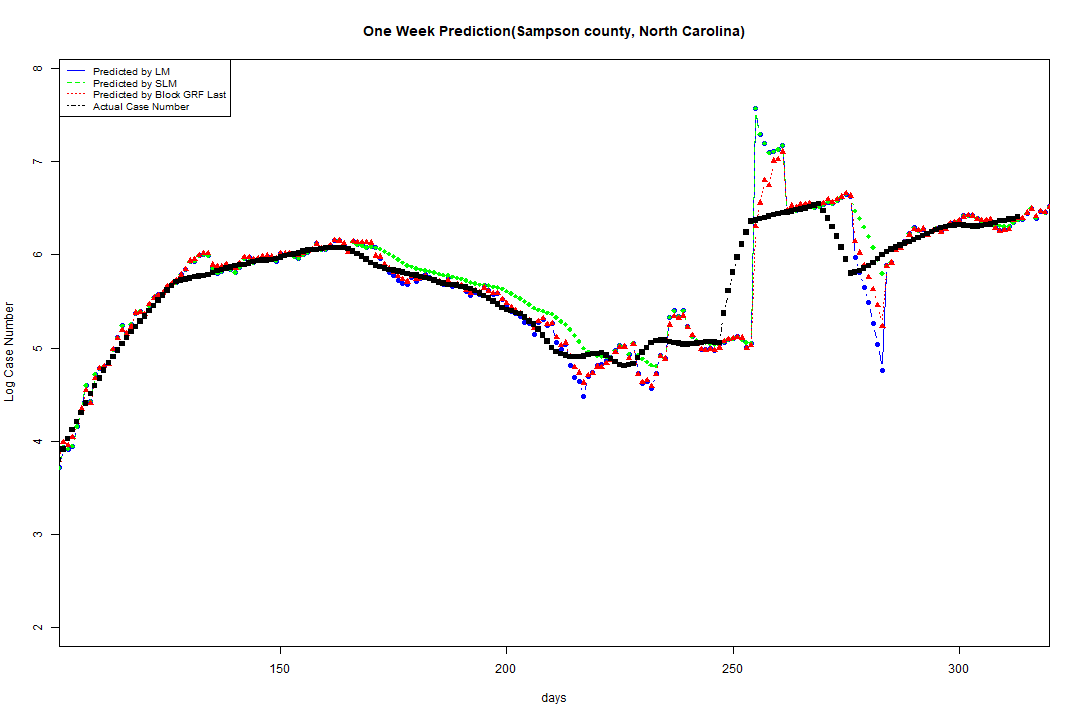 One Week Prediction(Sampson county, North Carolina)
Predicted by LM
Predicted by SLM
Predicted by Block GRF Last
Actual Case Number
8
7
6
5
4
3
2
Log Case Number
150
200
250
300
days